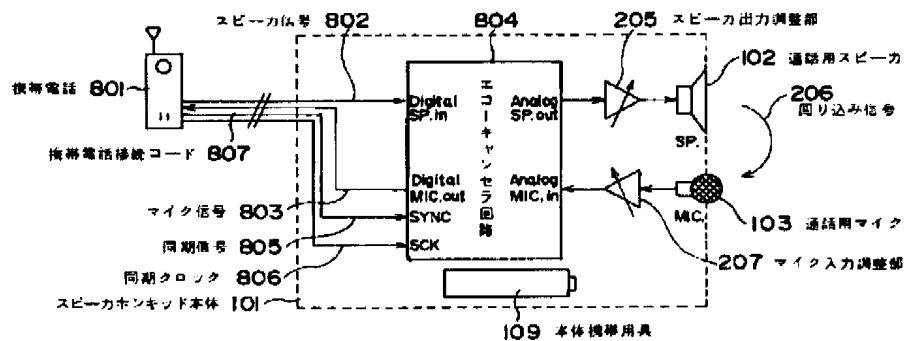 スピーカ信号 802
804
205 スピーカ出力調整部
102 通話用スピーカ
携帯電話 801
206
回り込み信号
Digital
SP.in
エコーキャンセラ回路
Analog
SP.out
SP.
携帯電話接続コード 807
Digital
MIC.out
Analog
MIC.in
MIC.
マイク信号 803
SYNC
103 通話用マイク
同期信号 805
SCK
207 マイク入力調整部
同期クロック 806
スピーカホンキッド本体 101
109 本体携帯用具